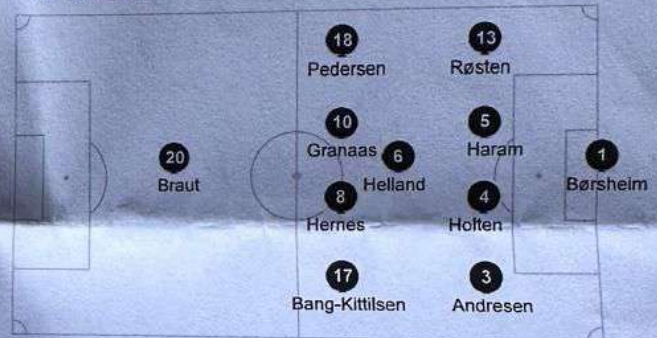 18
Pedersen
13
Røsten
10
Granaas
5
Haram
20
Braut
6
Helland
1
Børsheim
8
Hernes
4
Holten
17
Bang-Kittilsen
3
Andresen